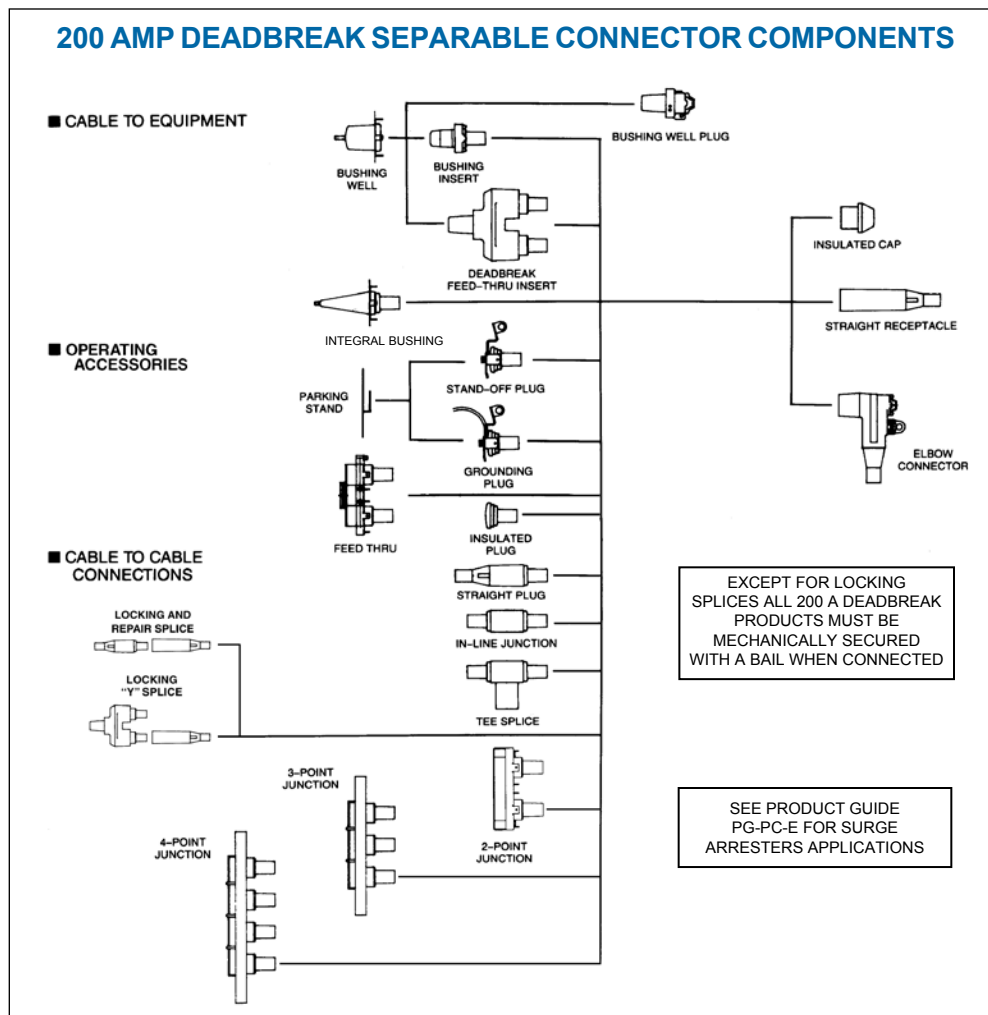 200 AMP DEADBREAK SEPARABLE CONNECTOR COMPONENTS
■ CABLE TO EQUIPMENT
BUSHING WELL PLUG
BUSHING
WELL
BUSHING
INSERT
INSULATED CAP
DEADBREAK
FEED-THRU INSERT
STRAIGHT RECEPTACLE
INTEGRAL BUSHING
■ OPERATING
ACCESSORIES
STAND-OFF PLUG
PARKING
STAND
ELBOW
CONNECTOR
GROUNDING
PLUG
FEED THRU
INSULATED
PLUG
■ CABLE TO CABLE
CONNECTIONS
STRAIGHT PLUG
LOCKING AND
REPAIR SPLICE
IN-LINE JUNCTION
EXCEPT FOR LOCKING
SPLICES ALL 200 A DEADBREAK
PRODUCTS MUST BE
MECHANICALLY SECURED
WITH A BAIL WHEN CONNECTED
LOCKING
"Y" SPLICE
TEE SPLICE
3-POINT
JUNCTION
2-POINT
JUNCTION
4-POINT
JUNCTION
SEE PRODUCT GUIDE
PG-PC-E FOR SURGE
ARRESTERS APPLICATIONS